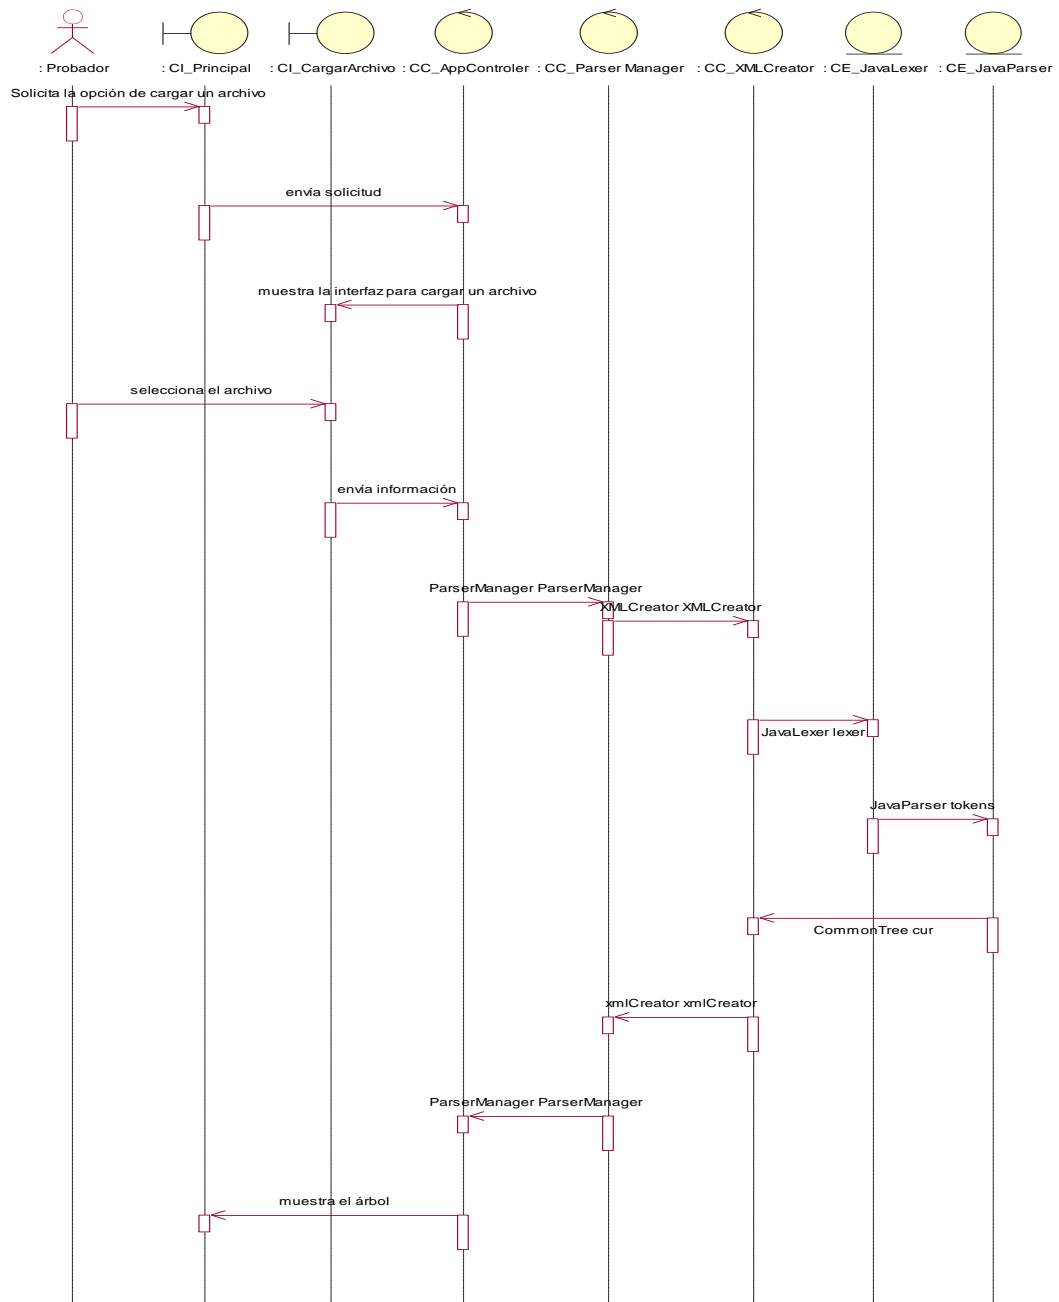 : Probador
: CI_Principal
: CI_CargarArchivo
: CC_AppControler
: CC_Parser Manager
: CC_XMLCreator
: CE_JavaLexer
: CE_JavaParser
Solicita la opción de cargar un archivo
envía solicitud
muestra la interfaz para cargar un archivo
selecciona el archivo
envía información
ParserManager ParserManager
XMLCreator XMLCreator
JavaLexer lexer
JavaParser tokens
CommonTree cur
xmlCreator xmlCreator
ParserManager ParserManager
muestra el árbol